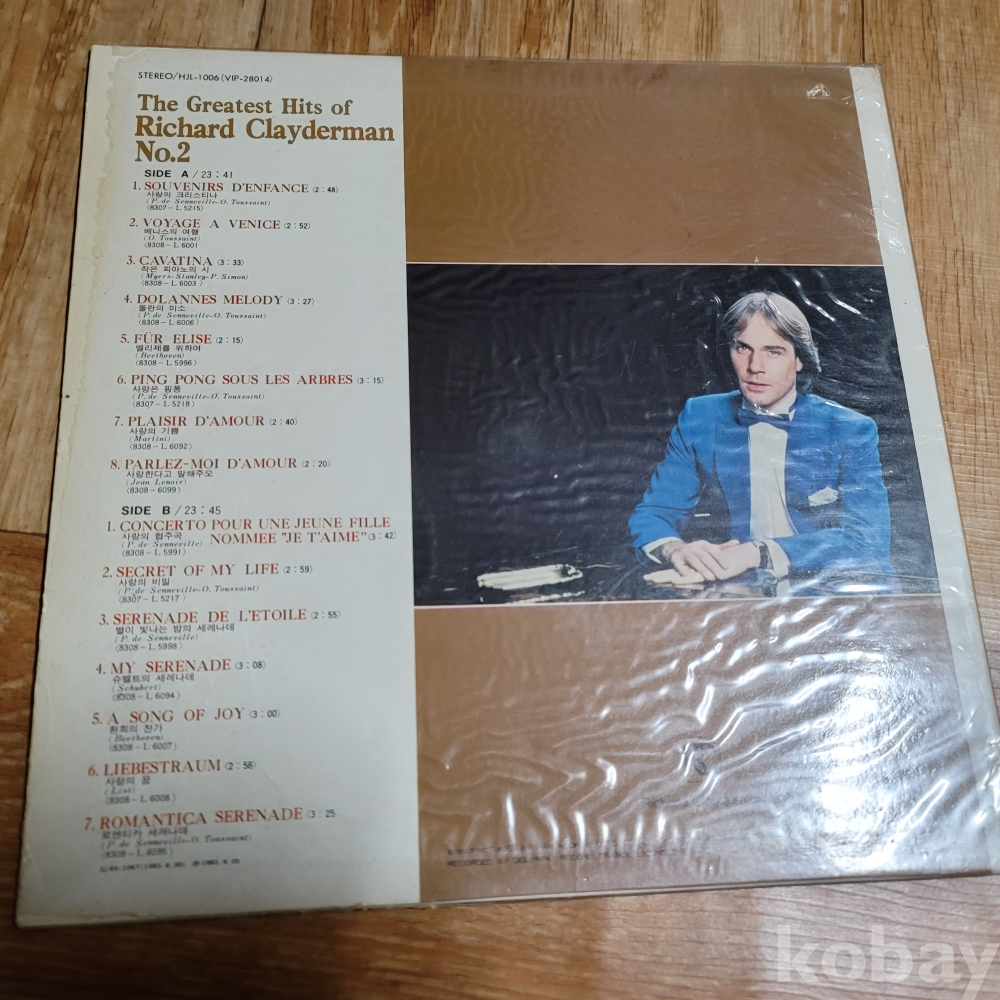 STEREO/HJL-1006(VIP-28014)
The Greatest Hits of
Richard Clayderman
No.2
SIDE A / 23 : 41
1. SOUVENIRS D'ENFANCE (2 : 48)
사랑의 크리스티나
(P. de Senneville-O. Toussaint)
(8307-L 5215)
2. VOYAGE A VENICE (2 : 52)
베니스의 여행
(O. Toussaint)
(8308-L 6001
3. CAVATINA (3 : 33)
작은 피아노의 시
(Myers-Stanley-P. Simon)
(8308-L 6003 )
4. DOLANNES MELODY (3 : 27)
돌란의 미소
(P. de Senneville-O. Toussaint)
(8308-L 6006 )
5. FÜR ELISE (2 : 15)
엘리제를 위하여
(Beethoven)
(8308-L 5996)
6. PING PONG SOUS LES ARBRES (3 : 15)
사랑은 핑퐁
(P. de Senneville-O. Toussaint)
(8307-L 5218 )
7. PLAISIR D'AMOUR (2 : 40)
사랑의 기쁨
(Martini)
(8308-L 6092)
8. PARLEZ-MOI D'AMOUR (2 : 20)
사랑한다고 말해주오
(Jean Lenoir)
(8308-6099)
SIDE B / 23 : 45
1. CONCERTO POUR UNE JEUNE FILLE
사랑의 협주곡
NOMMEE "JE T'AIME" (3 : 42)
(P. de Senneville)
(8308-L 5991)
2. SECRET OF MY LIFE (2 : 59)
사랑의 비밀
(P. de Senneville-O. Toussaint)
(8307-L 5217 )
3. SERENADE DE L'ETOILE (2 : 55)
별이 빛나는 밤의 세레나데
(P. de Senneville)
(8308-L 5998)
4. MY SERENADE (3 : 08)
슈벨트의 세레나데
(Schubert)
(8308-L 6094)
5. A SONG OF JOY (3 : 00)
환희의 찬가
(Beethoven)
(8308-L 6007)
6. LIEBESTRAUM (2 : 56)
사랑의 꿈
(List)
(8308-L 6008)
7. ROMANTICA SERENADE (3 : 25
로맨티카 세레나데
(P. de Senneville-O. Toussaint)
(8308-L 6095)
kobay